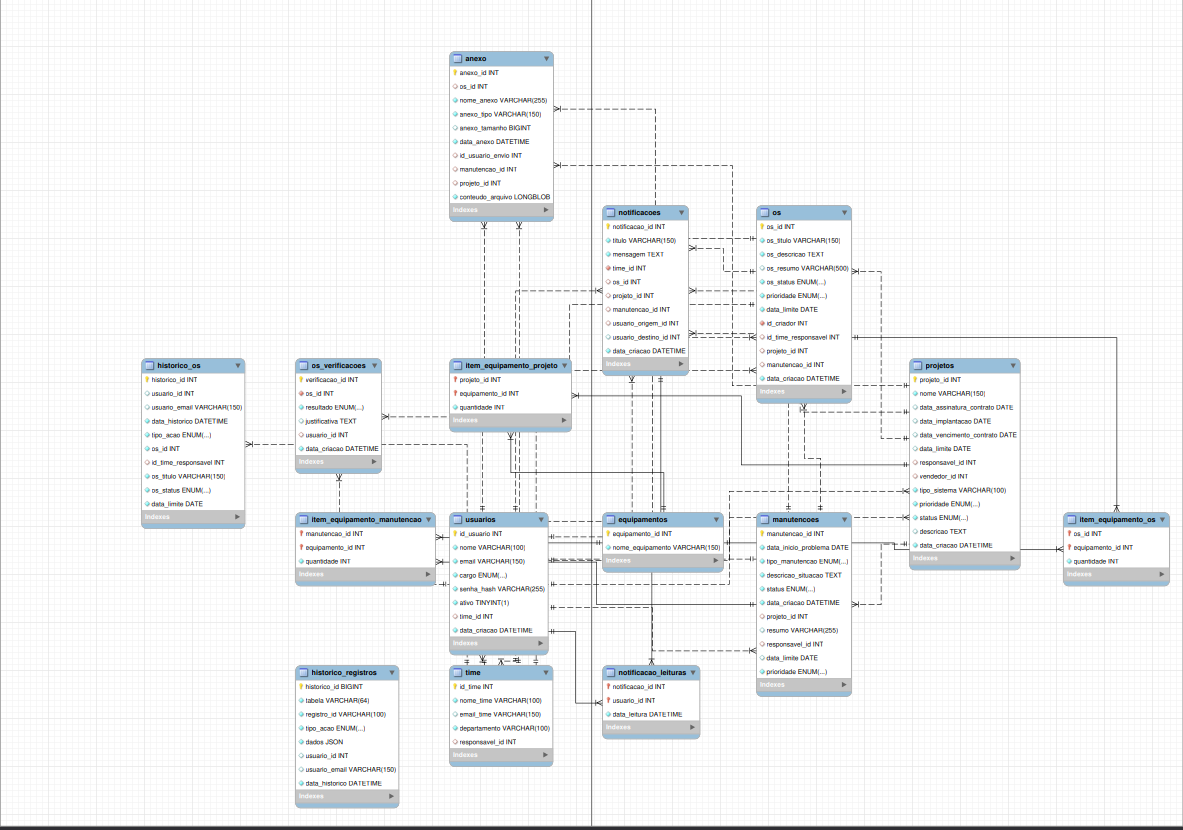 anexo
anexo_id INT
os_id INT
nome_anexo VARCHAR(255)
anexo_tipo VARCHAR(150)
anexo_tamanho BIGINT
data_anexo DATETIME
id_usuario_envio INT
manutencao_id INT
projeto_id INT
conteudo_arquivo LONGBLOB
Indexes
notificacoes
notificacao_id INT
titulo VARCHAR(150)
mensagem TEXT
time_id INT
os_id INT
projeto_id INT
manutencao_id INT
usuario_origem_id INT
usuario_destino_id INT
data_criacao DATETIME
Indexes
os
os_id INT
os_titulo VARCHAR(150)
os_descricao TEXT
os_resumo VARCHAR(500)
os_status ENUM(...)
prioridade ENUM(...)
data_limite DATE
id_criador INT
id_time_responsavel INT
projeto_id INT
manutencao_id INT
data_criacao DATETIME
Indexes
historico_os
historico_id INT
usuario_id INT
usuario_email VARCHAR(150)
data_historico DATETIME
tipo_acao ENUM(...)
os_id INT
id_time_responsavel INT
os_titulo VARCHAR(150)
os_status ENUM(...)
data_limite DATE
Indexes
os_verificacoes
verificacao_id INT
os_id INT
resultado ENUM(...)
justificativa TEXT
usuario_id INT
data_criacao DATETIME
Indexes
item_equipamento_projeto
projeto_id INT
equipamento_id INT
quantidade INT
Indexes
projetos
projeto_id INT
nome VARCHAR(150)
data_assinatura_contrato DATE
data_implantacao DATE
data_vencimento_contrato DATE
data_limite DATE
responsavel_id INT
vendedor_id INT
tipo_sistema VARCHAR(100)
prioridade ENUM(...)
status ENUM(...)
descricao TEXT
data_criacao DATETIME
Indexes
item_equipamento_manutencao
manutencao_id INT
equipamento_id INT
quantidade INT
Indexes
usuarios
id_usuario INT
nome VARCHAR(100)
email VARCHAR(150)
cargo ENUM(...)
senha_hash VARCHAR(255)
ativo TINYINT(1)
time_id INT
data_criacao DATETIME
Indexes
equipamentos
equipamento_id INT
nome_equipamento VARCHAR(150)
Indexes
manutencoes
manutencao_id INT
data_inicio_problema DATE
tipo_manutencao ENUM(...)
descricao_situacao TEXT
status ENUM(...)
data_criacao DATETIME
projeto_id INT
resumo VARCHAR(255)
responsavel_id INT
data_limite DATE
prioridade ENUM(...)
Indexes
item_equipamento_os
os_id INT
equipamento_id INT
quantidade INT
Indexes
historico_registros
historico_id BIGINT
tabela VARCHAR(64)
registro_id VARCHAR(100)
tipo_acao ENUM(...)
dados JSON
usuario_id INT
usuario_email VARCHAR(150)
data_historico DATETIME
Indexes
time
id_time INT
nome_time VARCHAR(100)
email_time VARCHAR(150)
departamento VARCHAR(100)
responsavel_id INT
Indexes
notificacao_leituras
notificacao_id INT
usuario_id INT
data_leitura DATETIME
Indexes